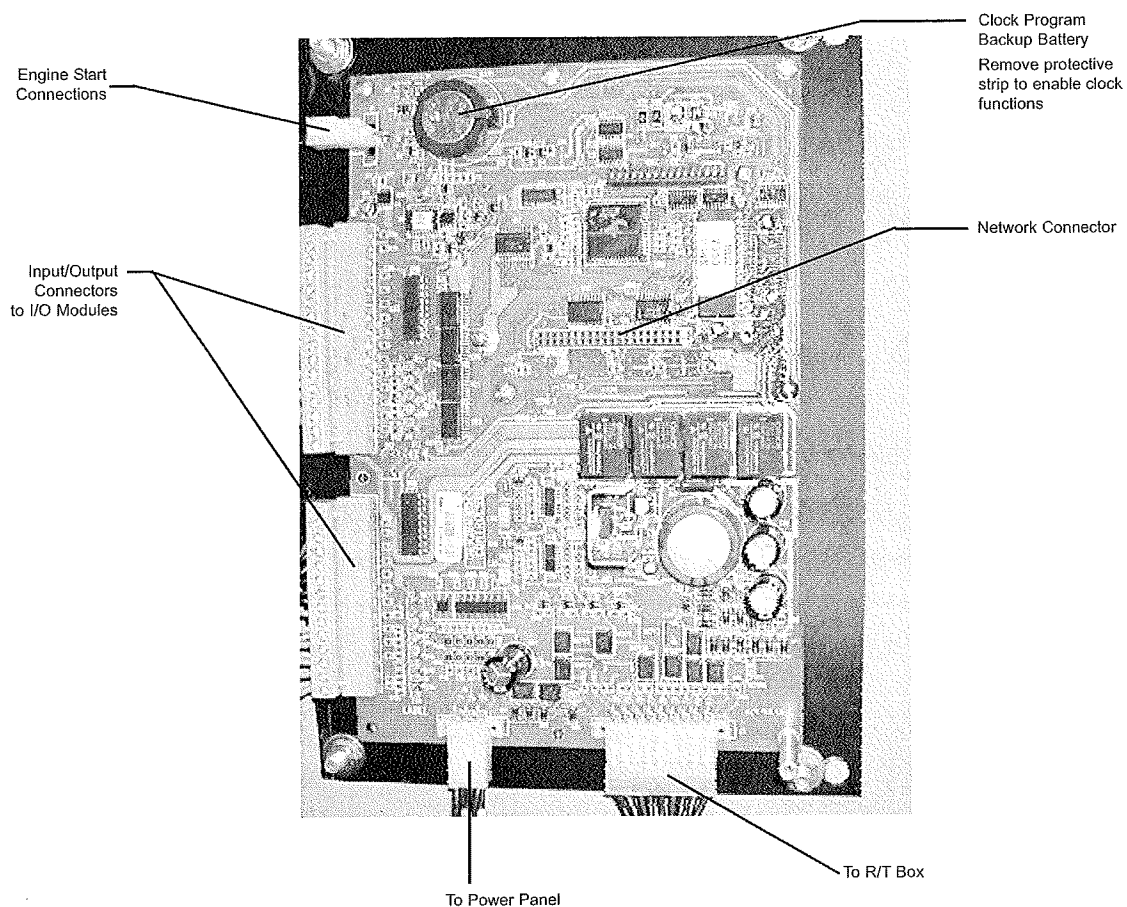 Clock Program
Backup Battery
Remove protective
strip to enable clock
functions
Engine Start
Connections
Network Connector
Input/Output
Connectors
to I/O Modules
To R/T Box
To Power Panel